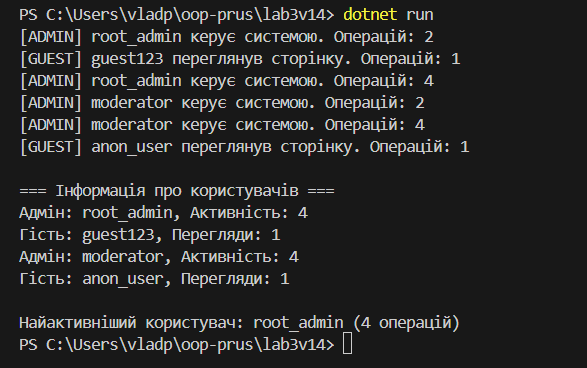 PS C:\Users\vladp\oop-prus\lab3v14> dotnet run
[ADMIN] root_admin керує системою. Операцій: 2
[GUEST] guest123 переглянув сторінку. Операцій: 1
[ADMIN] root_admin керує системою. Операцій: 4
[ADMIN] moderator керує системою. Операцій: 2
[ADMIN] moderator керує системою. Операцій: 4
[GUEST] anon_user переглянув сторінку. Операцій: 1
=== Інформація про користувачів ===
Адмін: root_admin, Активність: 4
Гість: guest123, Перегляди: 1
Адмін: moderator, Активність: 4
Гість: anon_user, Перегляди: 1
Найактивніший користувач: root_admin (4 операцій)
PS C:\Users\vladp\oop-prus\lab3v14>